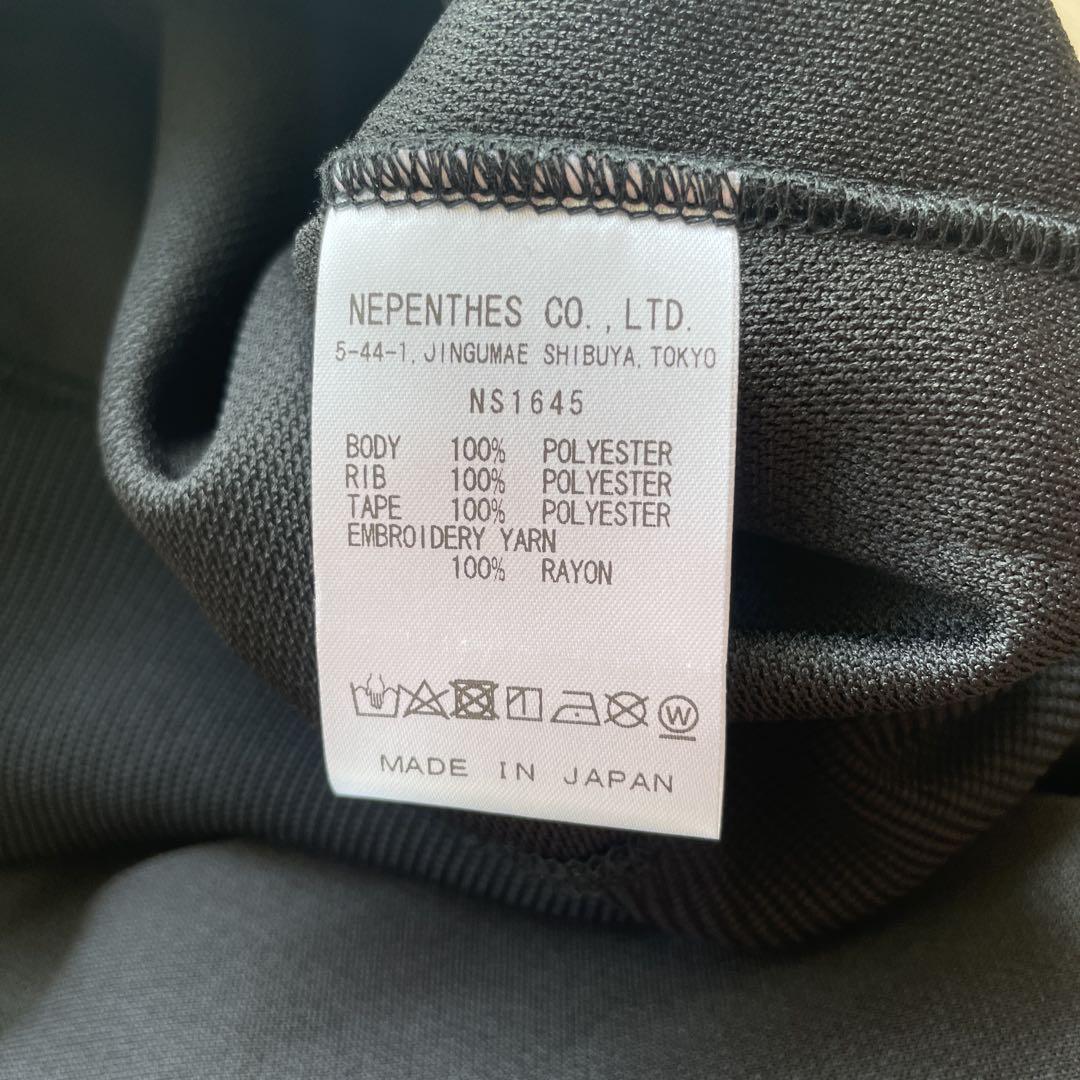 NEPENTHES CO., LTD.
5-44-1, JINGUMAE SHIBUYA, TOKYO
NS1645
BODY 100% POLYESTER
RIB 100% POLYESTER
TAPE 100% POLYESTER
EMBROIDERY YARN
100% RAYON
W
MADE IN JAPAN